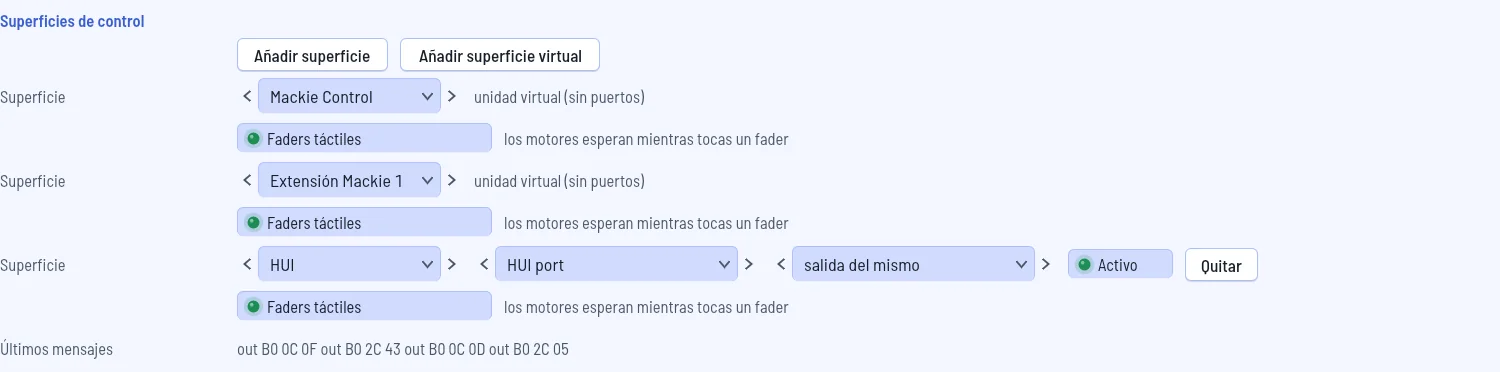 Superficies de control
Añadir superficie Añadir superficie virtual
Superficie < Mackie Control > unidad virtual (sin puertos)
Faders táctiles los motores esperan mientras tocas un fader
Superficie < Extensión Mackie 1 > unidad virtual (sin puertos)
Faders táctiles los motores esperan mientras tocas un fader
Superficie < HUI > < HUI port > < salida del mismo > Activo Quitar
Faders táctiles los motores esperan mientras tocas un fader
Últimos mensajes out B0 0C 0F out B0 2C 43 out B0 0C 0D out B0 2C 05